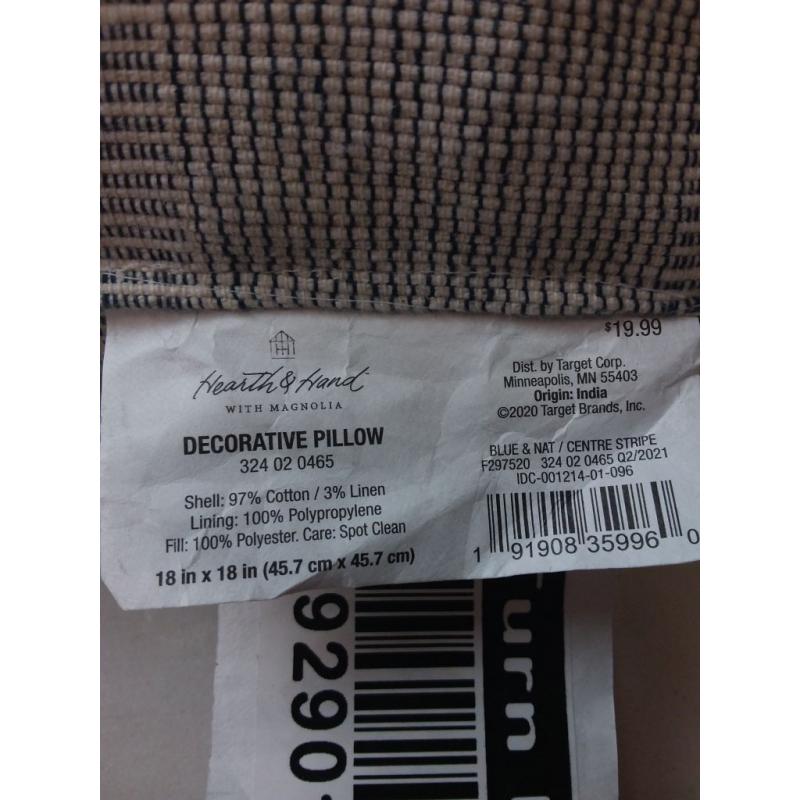 $19.99
Hearth & Hand
WITH MAGNOLIA
DECORATIVE PILLOW
324 02 0465
Shell: 97% Cotton / 3% Linen
Lining: 100% Polypropylene
Fill: 100% Polyester. Care: Spot Clean
18 in x 18 in (45.7 cm x 45.7 cm)
Dist. by Target Corp.
Minneapolis, MN 55403
Origin: India
©2020 Target Brands, Inc.
BLUE & NAT / CENTRE STRIPE
F297520 324 02 0465 Q2/2021
IDC-001214-01-096
1 91908 35996 0
9290
urn